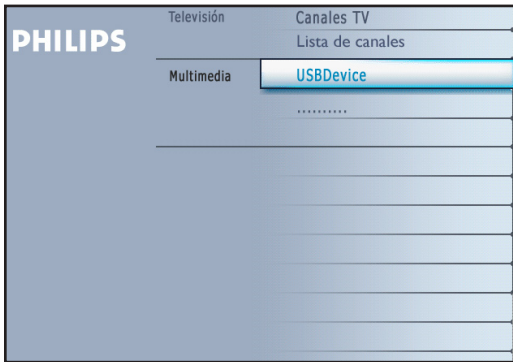 Televisión Canales TV
PHILIPS
Lista de canales
Multimedia USBDevice
..........